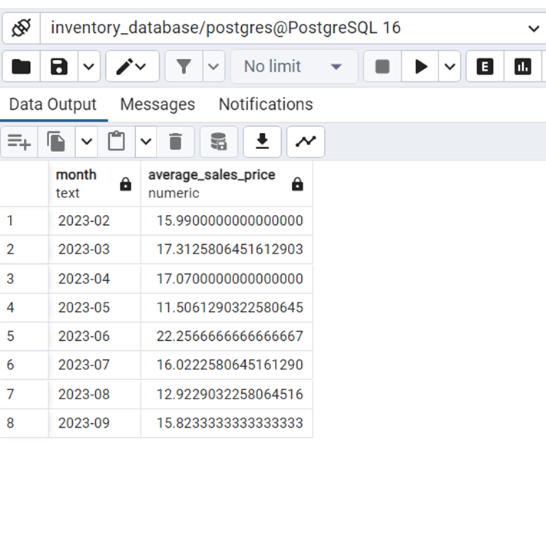 inventory_database/postgres@PostgreSQL 16
No limit E
Data Output Messages Notifications
month average_sales_price
text numeric
1 2023-02 15.9900000000000000
2 2023-03 17.3125806451612903
3 2023-04 17.0700000000000000
4 2023-05 11.5061290322580645
5 2023-06 22.2566666666666667
6 2023-07 16.0222580645161290
7 2023-08 12.9229032258064516
8 2023-09 15.8233333333333333